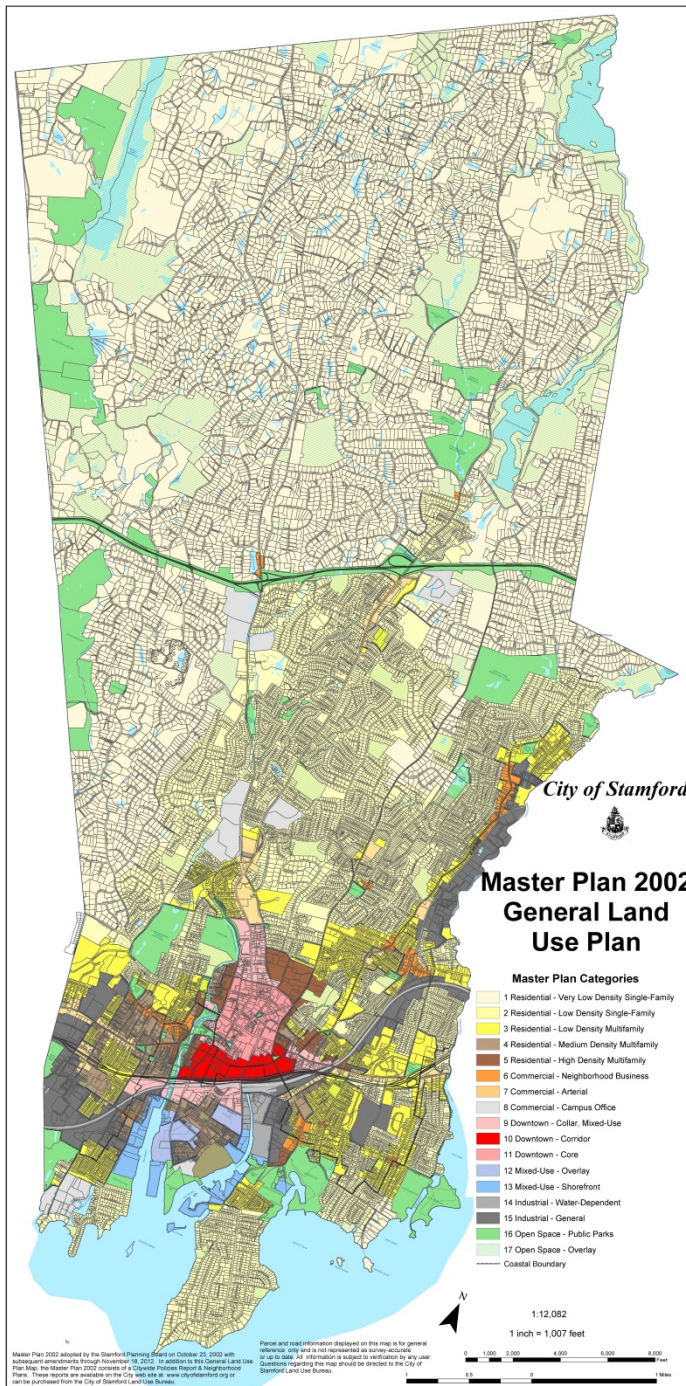 City of Stamford
Master Plan 2002
General Land
Use Plan
Master Plan Categories
1 Residential - Very Low Density Single-Family
2 Residential - Low Density Single-Family
3 Residential - Low Density Multifamily
4 Residential - Medium Density Multifamily
5 Residential - High Density Multifamily
6 Commercial - Neighborhood Business
7 Commercial - Arterial
8 Commercial - Campus Office
9 Downtown - Collar, Mixed-Use
10 Downtown - Corridor
11 Downtown - Core
12 Mixed-Use - Overlay
13 Mixed-Use - Shorefront
14 Industrial - Water-Dependent
15 Industrial - General
16 Open Space - Public Parks
17 Open Space - Overlay
Coastal Boundary
N
1:12,082
1 inch = 1,007 feet
0 1,000 2,000 4,000 6,000 8,000 9,000
Feet
1 0.5 0 1 Miles
Master Plan 2002 adopted by the Stamford Planning Board on October 23, 2002 with
subsequent amendments through November 18, 2012. In addition to this General Land Use
Plan Map, the Master Plan 2002 consists of a Citywide Policies Report & Neighborhood
Plans. These reports are available on the City web site at www.cityofstamford.org or
can be purchased from the City of Stamford Land Use Bureau.
Parcel and road information displayed on this map is for general
reference only and is not represented as survey-accurate
or up to date. All information is subject to verification by any user.
Questions regarding this map should be directed to the City of
Stamford Land Use Bureau.